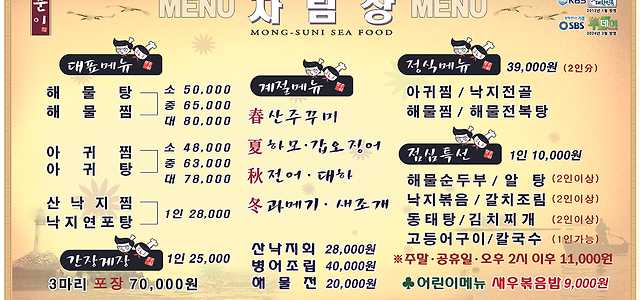 문이
MENU 차림상 MENU
MONG-SUNI SEA FOOD
KBS
SBS
대표메뉴
해물탕
해물찜
소 50,000
중 65,000
대 80,000
아귀탕
아귀찜
소 48,000
중 63,000
대 78,000
산낙지찜
낙지연포탕
1인 28,000
간장게장 1인 25,000
3마리 포장 70,000원
계절메뉴
春 산주꾸미
夏 하모·갑오징어
秋 전어·대하
冬 과메기·새조개
산낙지회 28,000원
병어조림 40,000원
해물전 20,000원
정식메뉴 39,000원 (2인분)
아귀찜/낙지전골
해물찜/해물전복탕
점심특선 1인 10,000원
해물순두부/알탕 (2인이상)
낙지볶음/갈치조림 (2인이상)
동태탕/김치찌개 (2인이상)
고등어구이/칼국수 (1인가능)
※주말·공유일·오후 2시 이후 11,000원
♣어린이메뉴 새우볶음밥 9,000원